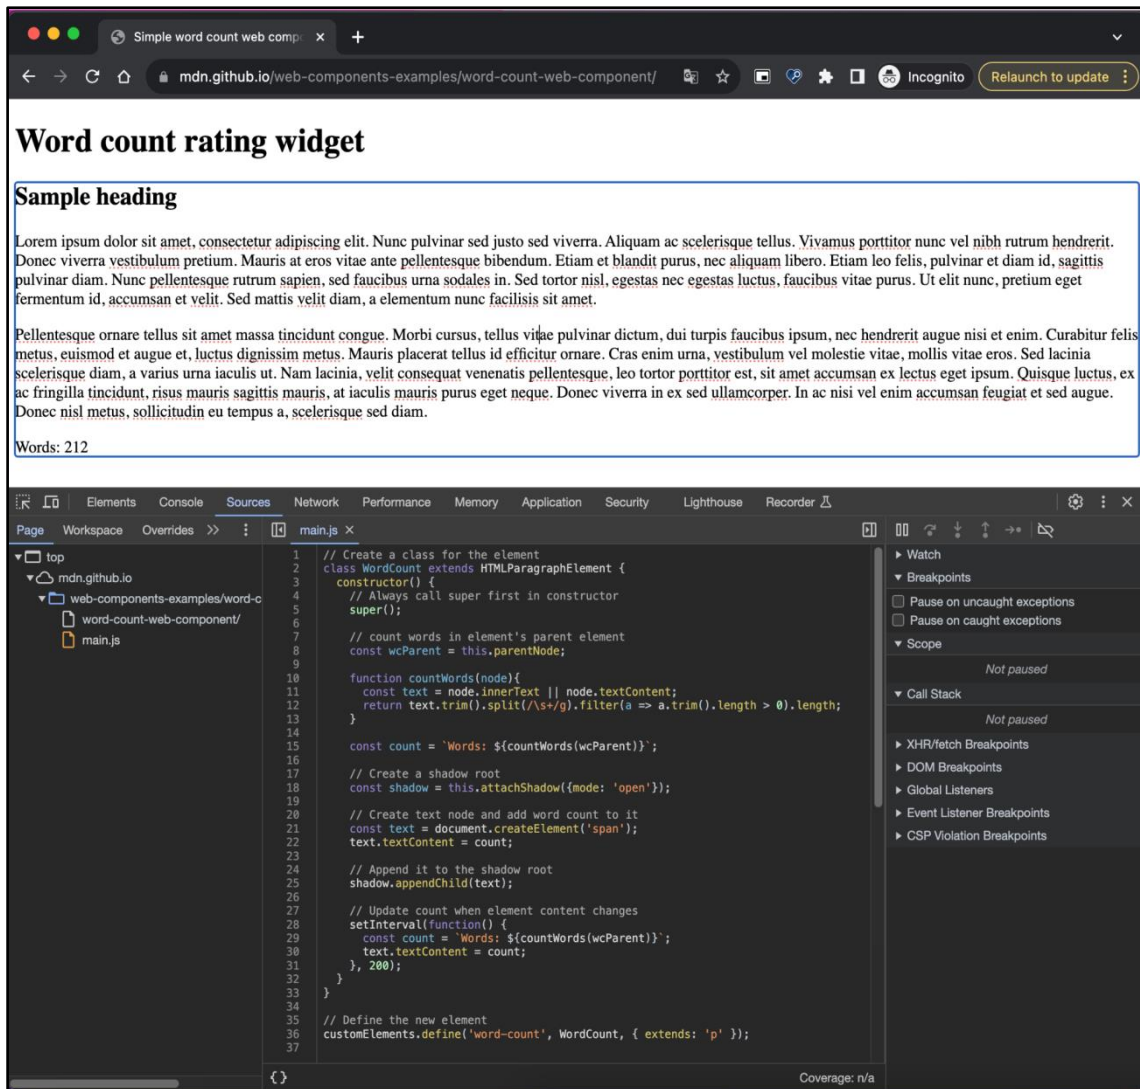 Simple word count web comp
mdn.github.io/web-components-examples/word-count-web-component/
Incognito
Relaunch to update
Word count rating widget
Sample heading
Lorem ipsum dolor sit amet, consectetur adipiscing elit. Nunc pulvinar sed justo sed viverra. Aliquam ac scelerisque tellus. Vivamus porttitor nunc vel nibh rutrum hendrerit.
Donec viverra vestibulum pretium. Mauris at eros vitae ante pellentesque bibendum. Etiam et blandit purus, nec aliquam libero. Etiam leo felis, pulvinar et diam id, sagittis
pulvinar diam. Nunc pellentesque rutrum sapien, sed faucibus urna sodales in. Sed tortor nisl, egestas nec egestas luctus, faucibus vitae purus. Ut elit nunc, pretium eget
fermentum id, accumsan et velit. Sed mattis velit diam, a elementum nunc facilisis sit amet.
Pellentesque ornare tellus sit amet massa tincidunt congue. Morbi cursus, tellus vitae pulvinar dictum, dui turpis faucibus ipsum, nec hendrerit augue nisi et enim. Curabitur felis
metus, euismod et augue et, luctus dignissim metus. Mauris placerat tellus id efficitur ornare. Cras enim urna, vestibulum vel molestie vitae, mollis vitae eros. Sed lacinia
scelerisque diam, a varius urna iaculis ut. Nam lacinia, velit consequat venenatis pellentesque, leo tortor porttitor est, sit amet accumsan ex lectus eget ipsum. Quisque luctus, ex
ac fringilla tincidunt, risus mauris sagittis mauris, at iaculis mauris purus eget neque. Donec viverra in ex sed ullamcorper. In ac nisi vel enim accumsan feugiat et sed augue.
Donec nisl metus, sollicitudin eu tempus a, scelerisque sed diam.
Words: 212
Elements Console Sources Network Performance Memory Application Security Lighthouse Recorder
Page Workspace Overrides
top
mdn.github.io
web-components-examples/word-c
word-count-web-component/
main.js
main.js
1 // Create a class for the element
2 class WordCount extends HTMLParagraphElement {
3 constructor() {
4 // Always call super first in constructor
5 super();
6
7 // count words in element's parent element
8 const wcParent = this.parentNode;
9
10 function countWords(node){
11 const text = node.innerText || node.textContent;
12 return text.trim().split(/\s+/g).filter(a => a.trim().length > 0).length;
13 }
14
15 const count = `Words: ${countWords(wcParent)}`;
16
17 // Create a shadow root
18 const shadow = this.attachShadow({mode: 'open'});
19
20 // Create text node and add word count to it
21 const text = document.createElement('span');
22 text.textContent = count;
23
24 // Append it to the shadow root
25 shadow.appendChild(text);
26
27 // Update count when element content changes
28 setInterval(function() {
29 const count = `Words: ${countWords(wcParent)}`;
30 text.textContent = count;
31 }, 200);
32 }
33 }
34
35 // Define the new element
36 customElements.define('word-count', WordCount, { extends: 'p' });
37
{}
Coverage: n/a
Watch
Breakpoints
Pause on uncaught exceptions
Pause on caught exceptions
Scope
Not paused
Call Stack
Not paused
XHR/fetch Breakpoints
DOM Breakpoints
Global Listeners
Event Listener Breakpoints
CSP Violation Breakpoints